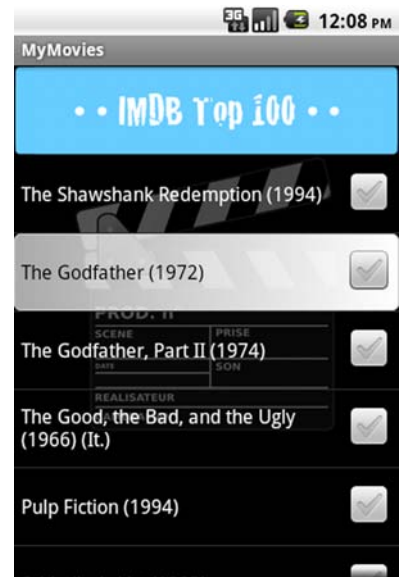 3G 12:08 PM
MyMovies
• • IMDB Top 100 • •
The Shawshank Redemption (1994)
The Godfather (1972)
PROD. n
SCENE PRISE
The Godfather, Part II (1974)
DATE SON
REALISATEUR
The Good, the Bad, and the Ugly
(1966) (It.)
Pulp Fiction (1994)